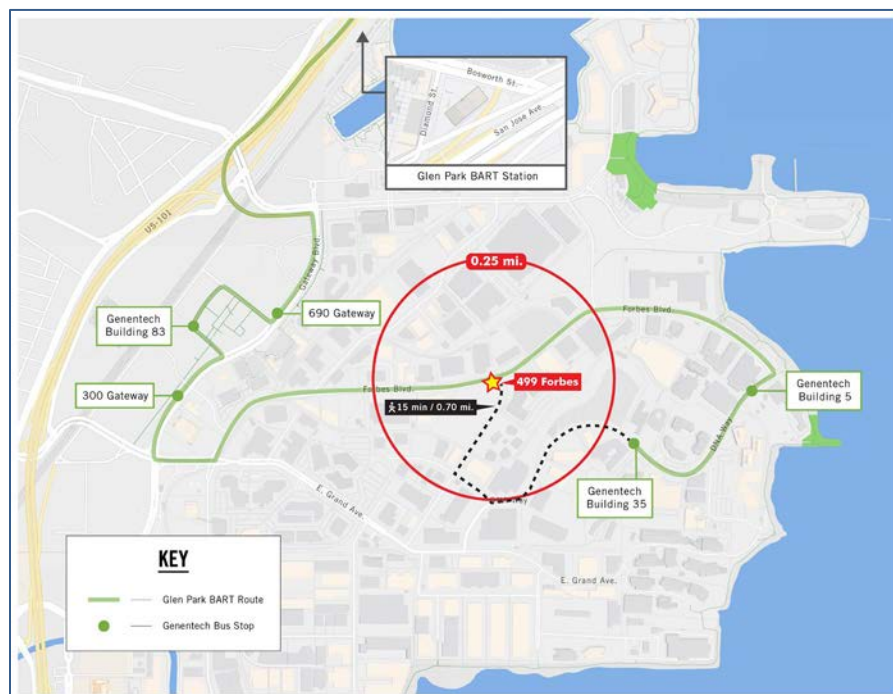 Bosworth St.
Diamond St.
San Jose Ave.
Glen Park BART Station
US-101
0.25 mi.
Gateway Blvd.
690 Gateway
Genentech
Building 83
Forbes Blvd.
499 Forbes
300 Gateway
Forbes Blvd.
15 min / 0.70 mi.
Genentech
Building 5
DNA Way
Genentech
Building 35
E. Grand Ave.
E. Grand Ave.
KEY
Glen Park BART Route
Genentech Bus Stop